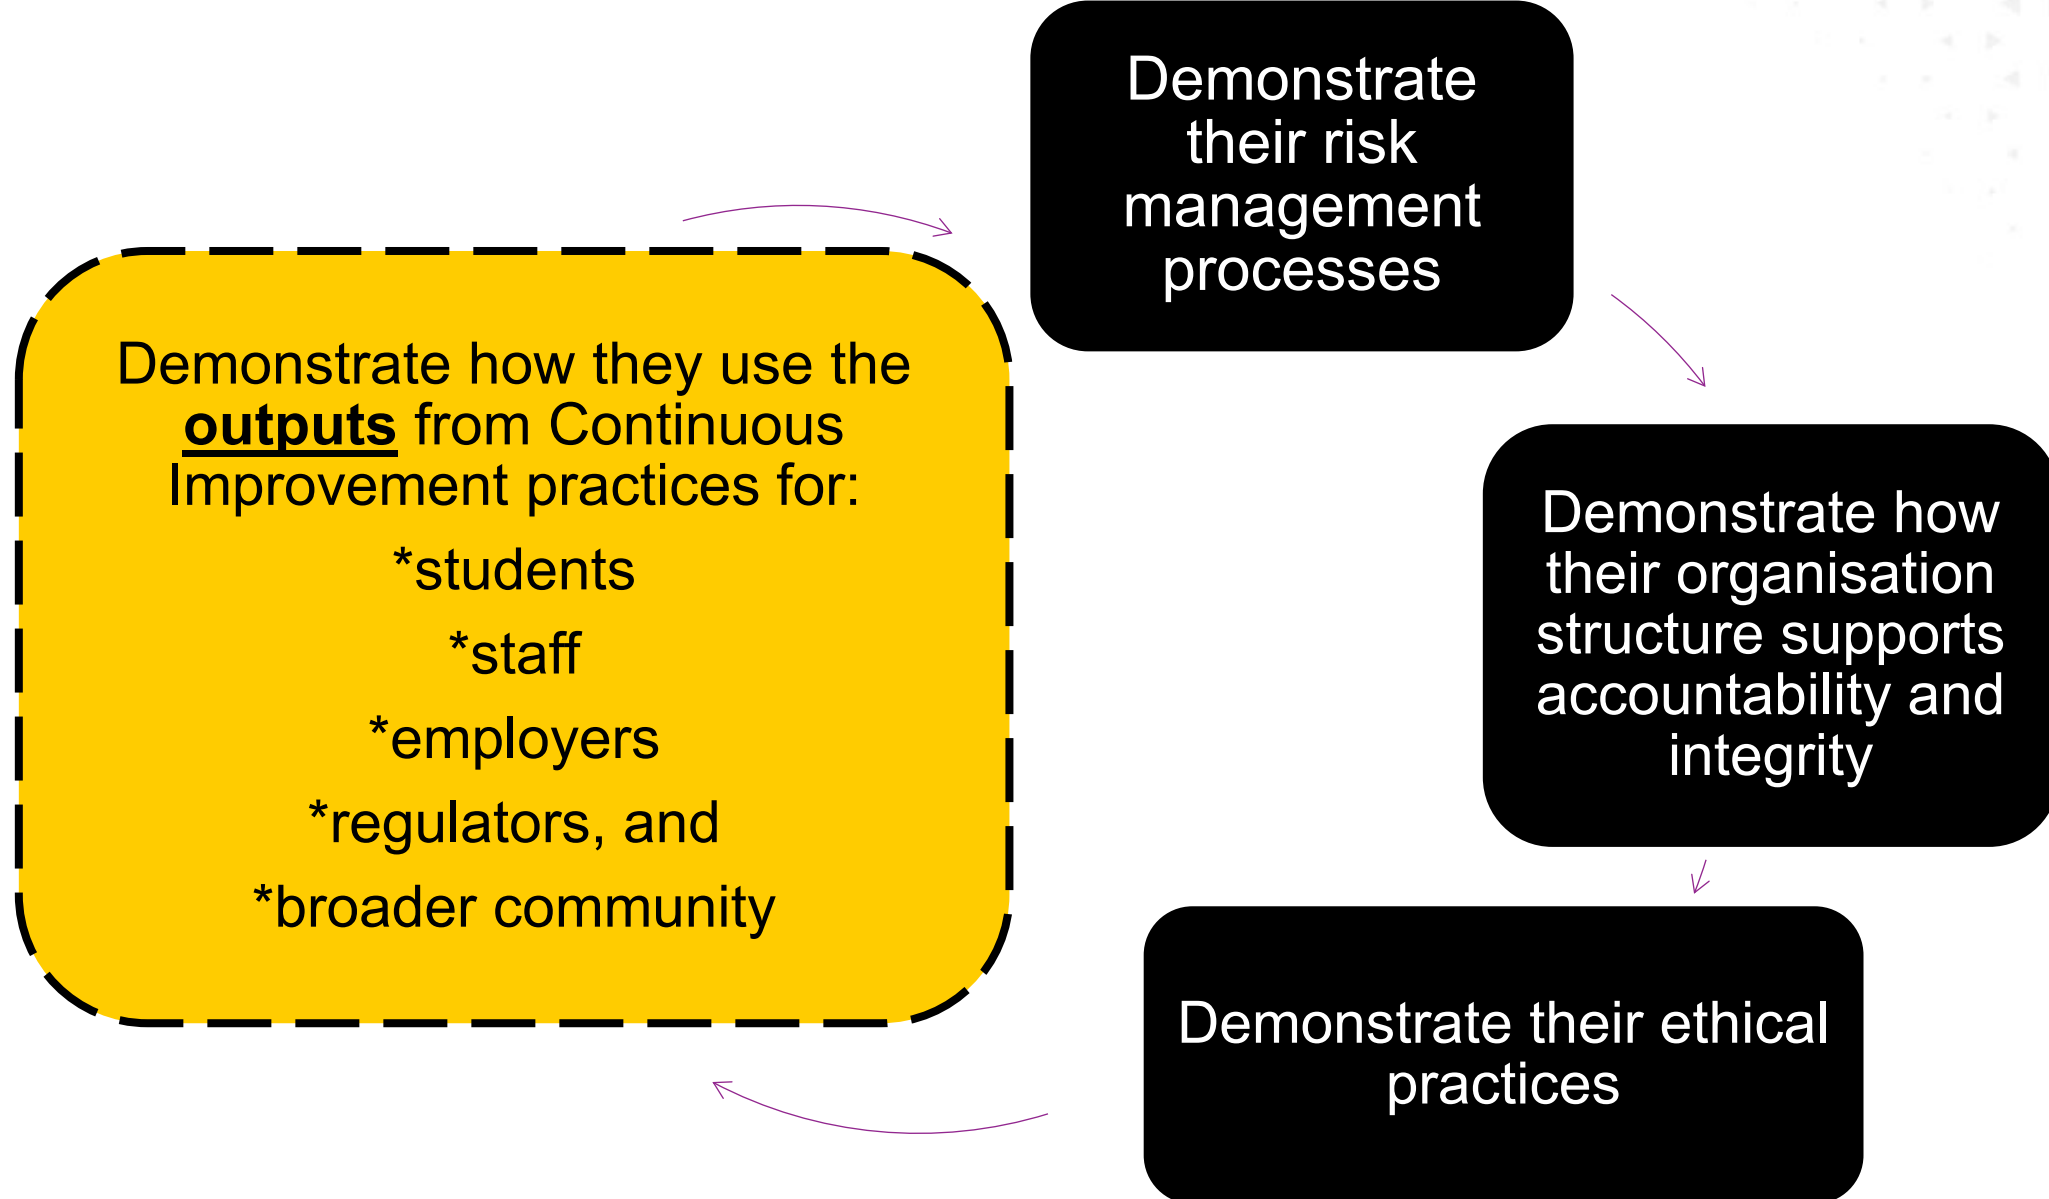 Demonstrate
their risk
management
processes
Demonstrate how
their organisation
structure supports
accountability and
integrity
Demonstrate their ethical
practices
Demonstrate how they use the
outputs from Continuous
Improvement practices for:
*students
*staff
*employers
*regulators, and
*broader community